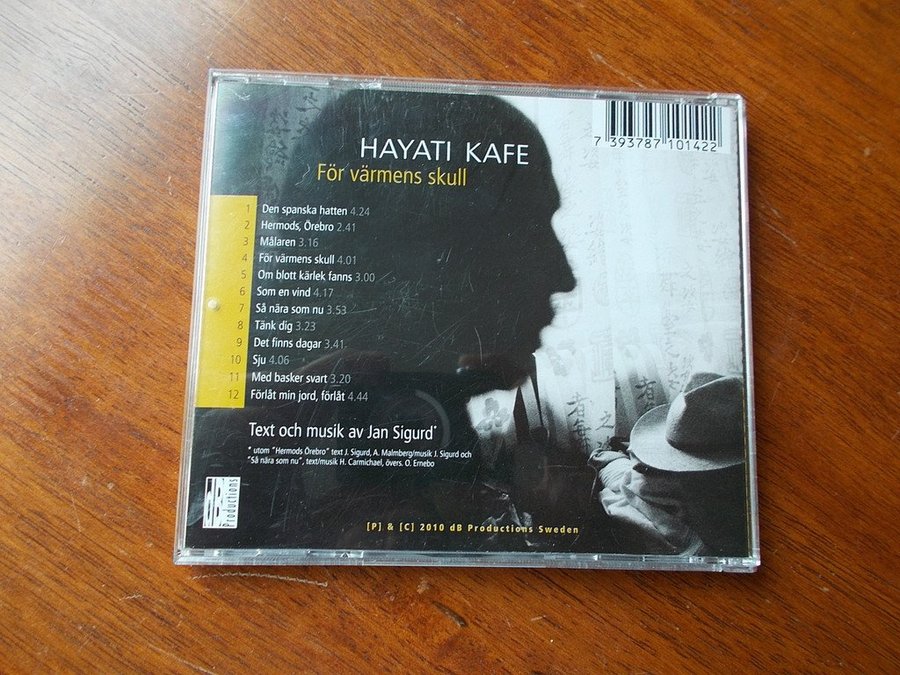 7 393787 101422
HAYATI KAFE
För värmens skull
1 Den spanska hatten 4.24
2 Hermods, Örebro 2.41
3 Målaren 3.16
4 För värmens skull 4.01
5 Om blott kärlek fanns 3.00
6 Som en vind 4.17
7 Så nära som nu 3.53
8 Tänk dig 3.23
9 Det finns dagar 3.41
10 Sju 4.06
11 Med basker svart 3.20
12 Förlåt min jord, förlåt 4.44
Text och musik av Jan Sigurd*
* utom "Hermods Örebro" text J. Sigurd, A. Malmberg/musik J. Sigurd och
"Så nära som nu", text/musik H. Carmichael, övers. O. Ernebo
dB Productions
[P] & [C] 2010 dB Productions Sweden